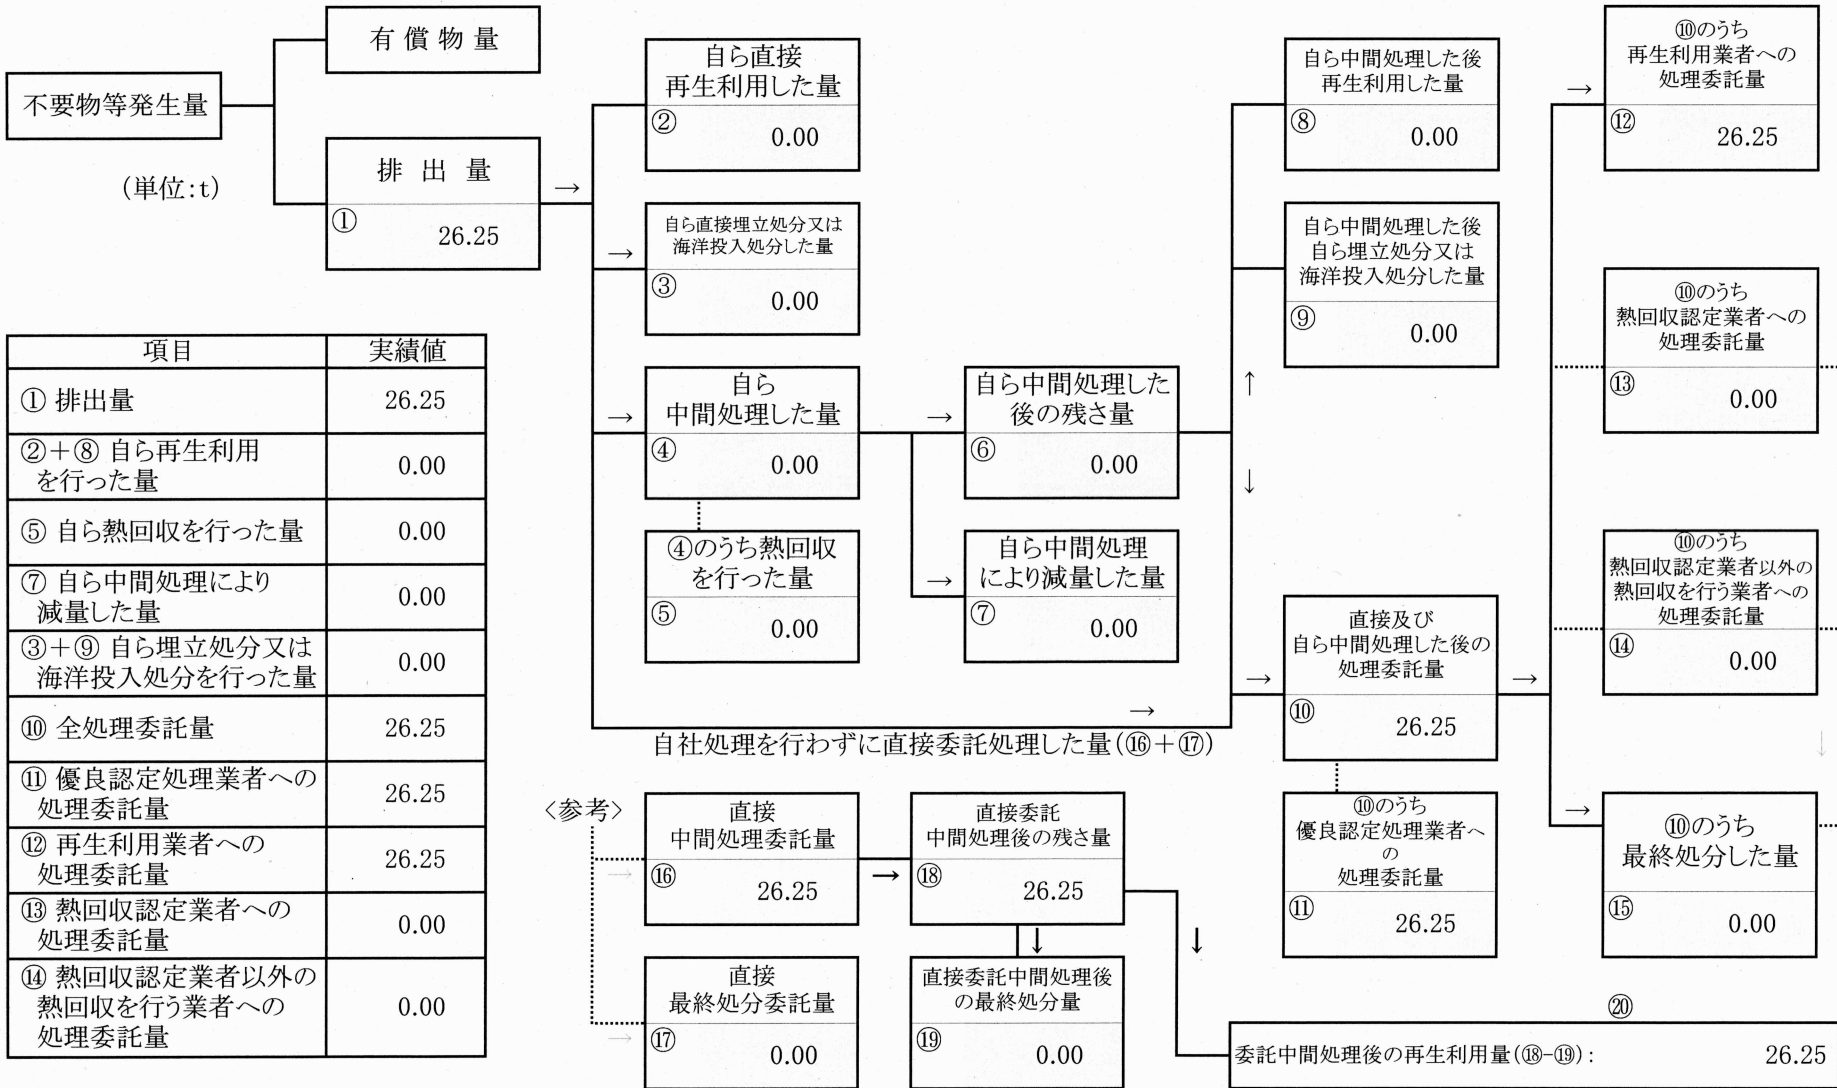 有償物量
不要物等発生量
(単位:t)
排出量
①
26.25
→
自ら直接
再生利用した量
②
0.00
→
自ら直接埋立処分又は
海洋投入処分した量
③
0.00
→
自ら
中間処理した量
④
0.00
④のうち熱回収
を行った量
⑤
0.00
→
自ら中間処理した
後の残さ量
⑥
0.00
→
自ら中間処理
により減量した量
⑦
0.00
↑
↓
自ら中間処理した後
再生利用した量
⑧
0.00
自ら中間処理した後
自ら埋立処分又は
海洋投入処分した量
⑨
0.00
→
自社処理を行わずに直接委託処理した量(⑯+⑰)
→
直接及び
自ら中間処理した後の
処理委託量
⑩
26.25
⑩のうち
優良認定処理業者へ
の
処理委託量
⑪
26.25
→
→
⑩のうち
再生利用業者への
処理委託量
⑫
26.25
⑩のうち
熱回収認定業者への
処理委託量
⑬
0.00
⑩のうち
熱回収認定業者以外の
熱回収を行う業者への
処理委託量
⑭
0.00
↓
→
⑩のうち
最終処分した量
⑮
0.00
項目 実績値
① 排出量 26.25
②+⑧ 自ら再生利用
を行った量
0.00
⑤ 自ら熱回収を行った量 0.00
⑦ 自ら中間処理により
減量した量
0.00
③+⑨ 自ら埋立処分又は
海洋投入処分を行った量
0.00
⑩ 全処理委託量 26.25
⑪ 優良認定処理業者への
処理委託量
26.25
⑫ 再生利用業者への
処理委託量
26.25
⑬ 熱回収認定業者への
処理委託量
0.00
⑭ 熱回収認定業者以外の
熱回収を行う業者への
処理委託量
0.00
〈参考〉
→
直接
中間処理委託量
⑯
26.25
→
直接委託
中間処理後の残さ量
⑱
26.25
↓
↓
→
直接
最終処分委託量
⑰
0.00
直接委託中間処理後
の最終処分量
⑲
0.00
⑳
委託中間処理後の再生利用量(⑱-⑲): 26.25